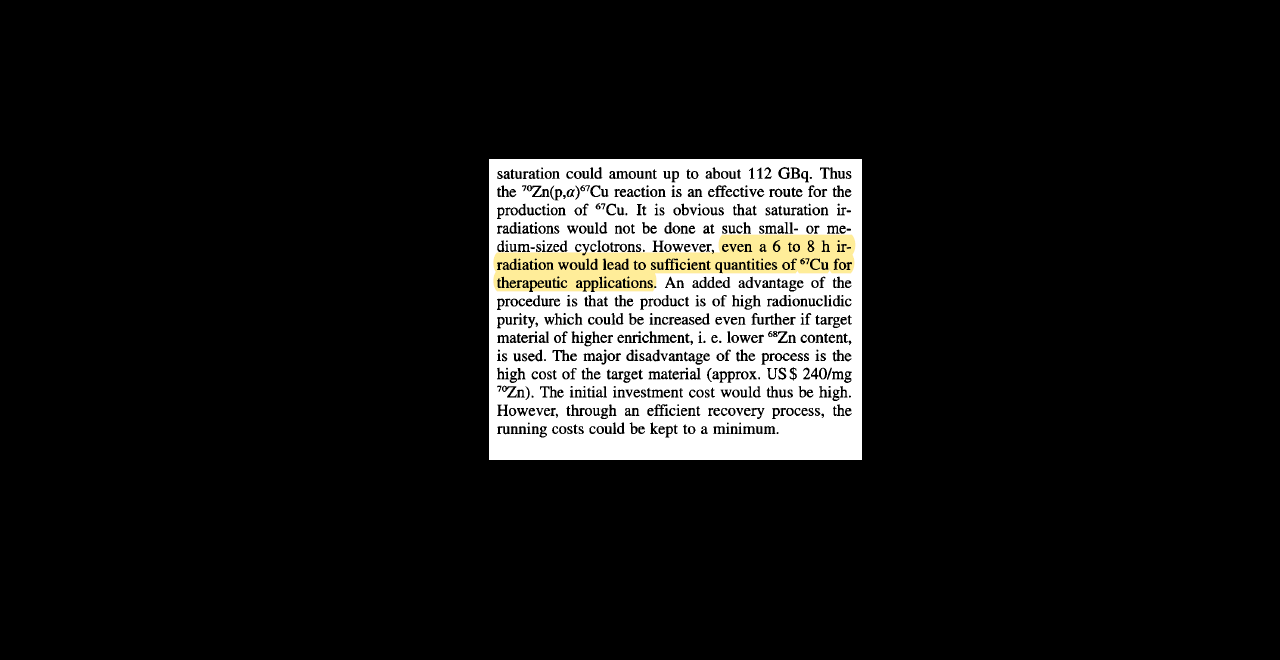 saturation could amount up to about 112 GBq. Thus
the ⁷⁰Zn(p,α)⁶⁷Cu reaction is an effective route for the
production of ⁶⁷Cu. It is obvious that saturation ir-
radiations would not be done at such small- or me-
dium-sized cyclotrons. However, even a 6 to 8 h ir-
radiation would lead to sufficient quantities of ⁶⁷Cu for
therapeutic applications. An added advantage of the
procedure is that the product is of high radionuclidic
purity, which could be increased even further if target
material of higher enrichment, i. e. lower ⁶⁸Zn content,
is used. The major disadvantage of the process is the
high cost of the target material (approx. US $ 240/mg
⁷⁰Zn). The initial investment cost would thus be high.
However, through an efficient recovery process, the
running costs could be kept to a minimum.